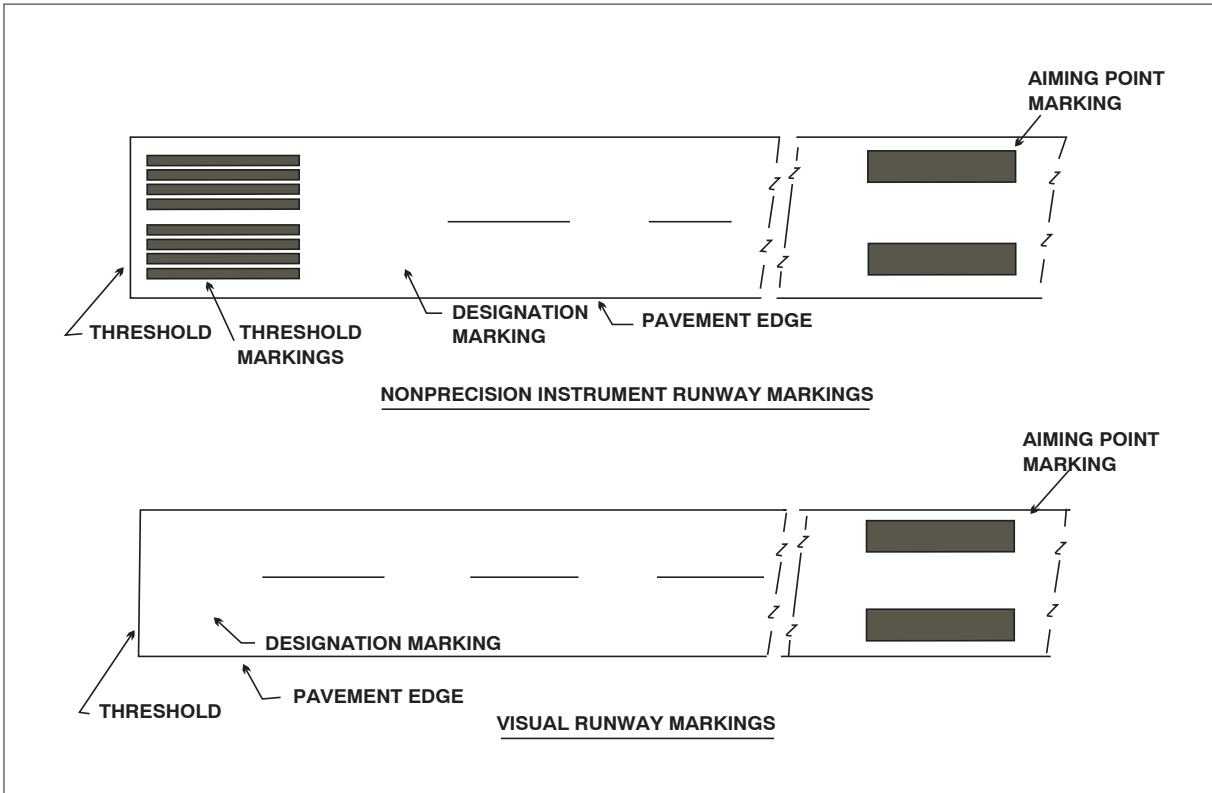 AIMING POINT
MARKING
THRESHOLD
THRESHOLD
MARKINGS
DESIGNATION
MARKING
PAVEMENT EDGE
NONPRECISION INSTRUMENT RUNWAY MARKINGS
AIMING POINT
MARKING
DESIGNATION MARKING
PAVEMENT EDGE
THRESHOLD
VISUAL RUNWAY MARKINGS